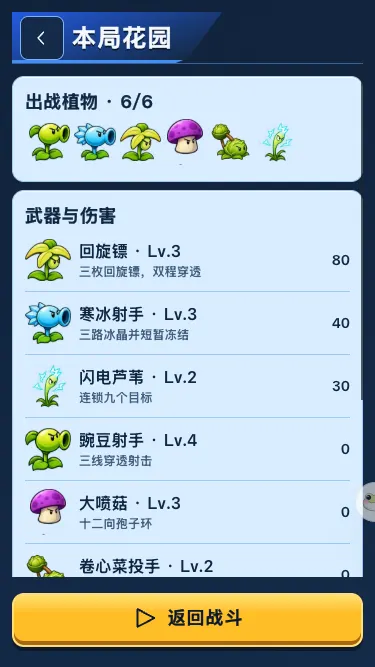 本局花园
出战植物 · 6/6
武器与伤害
回旋镖 · Lv.3
三枚回旋镖，双程穿透
80
寒冰射手 · Lv.3
三路冰晶并短暂冻结
40
闪电芦苇 · Lv.2
连锁九个目标
30
豌豆射手 · Lv.4
三线穿透射击
0
大喷菇 · Lv.3
十二向孢子环
0
卷心菜投手 · Lv.2
0
返回战斗